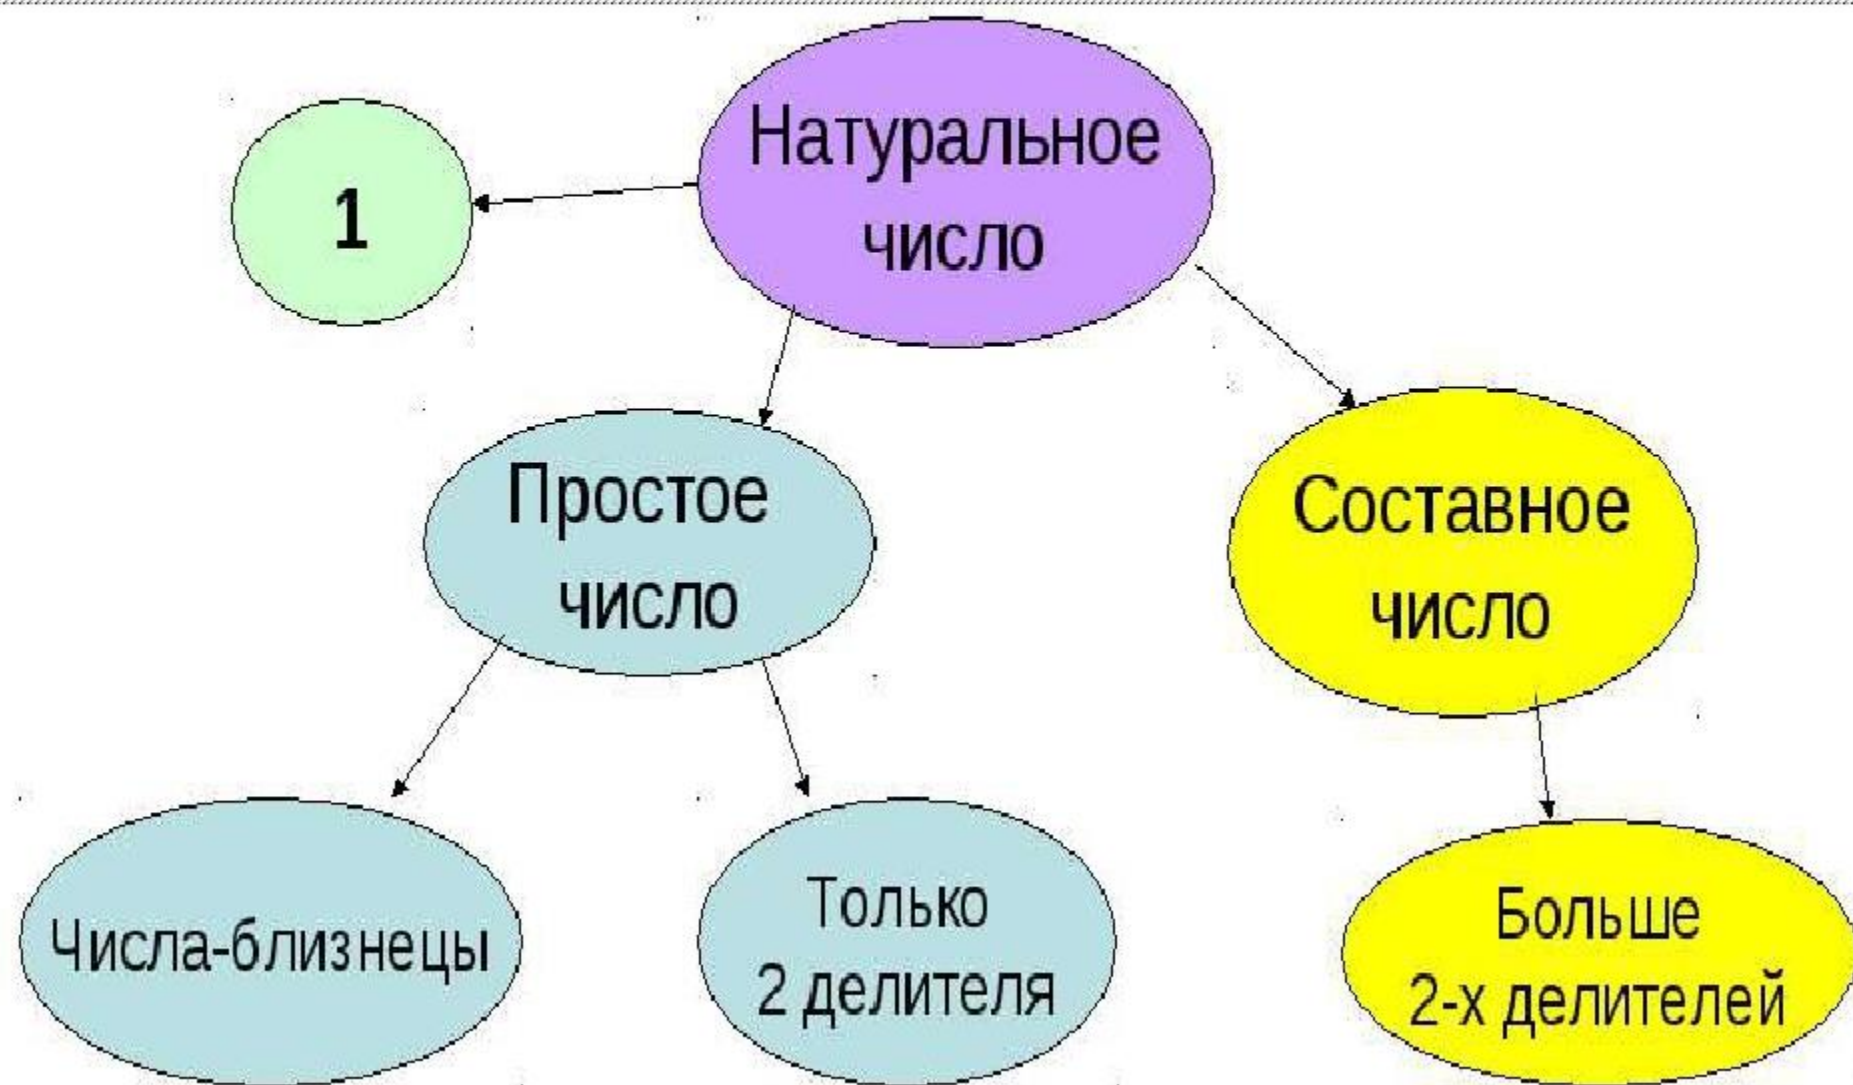 Натуральное
число
1
Простое
число
Составное
число
Числа-близнецы
Только
2 делителя
Больше
2-х делителей